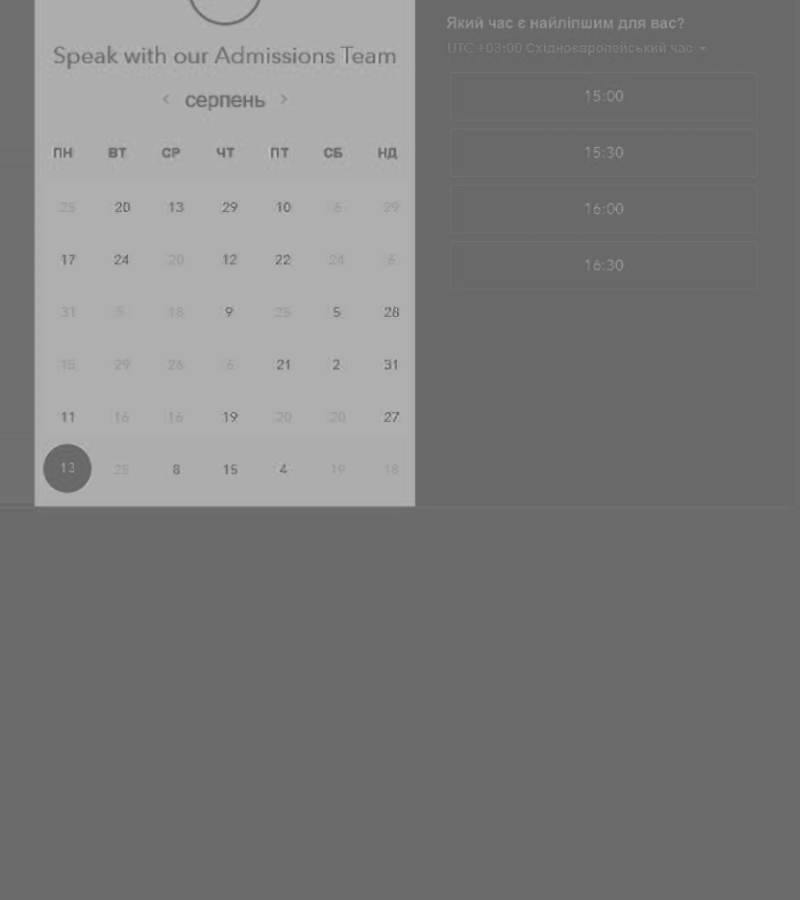 Speak with our Admissions Team
‹ серпень ›
ПН ВТ СР ЧТ ПТ СБ НД
25 20 13 29 10 6 29
17 24 20 12 22 24 6
31 5 18 9 25 5 28
15 29 26 6 21 2 31
11 16 16 19 20 20 27
13 25 8 15 4 19 18
Який час є найліпшим для вас?
UTC +03:00 Східноєвропейський час
15:00
15:30
16:00
16:30